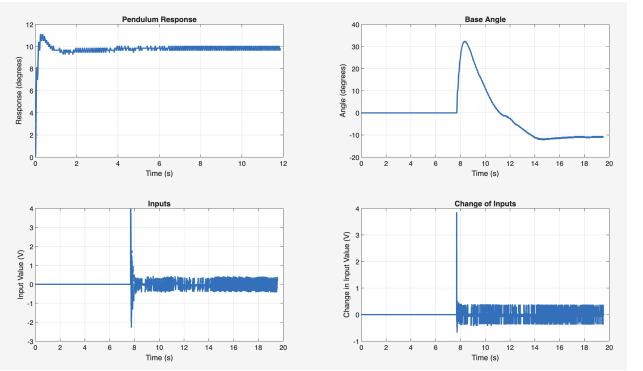 Pendulum Response
Response (degrees)
12
10
8
6
4
2
0
0 2 4 6 8 10 12
Time (s)
Base Angle
Angle (degrees)
40
30
20
10
0
-10
-20
0 2 4 6 8 10 12 14 16 18 20
Time (s)
Inputs
Input Value (V)
4
3
2
1
0
-1
-2
-3
0 2 4 6 8 10 12 14 16 18 20
Time (s)
Change of Inputs
Change in Input Value (V)
4
3
2
1
0
-1
0 2 4 6 8 10 12 14 16 18 20
Time (s)